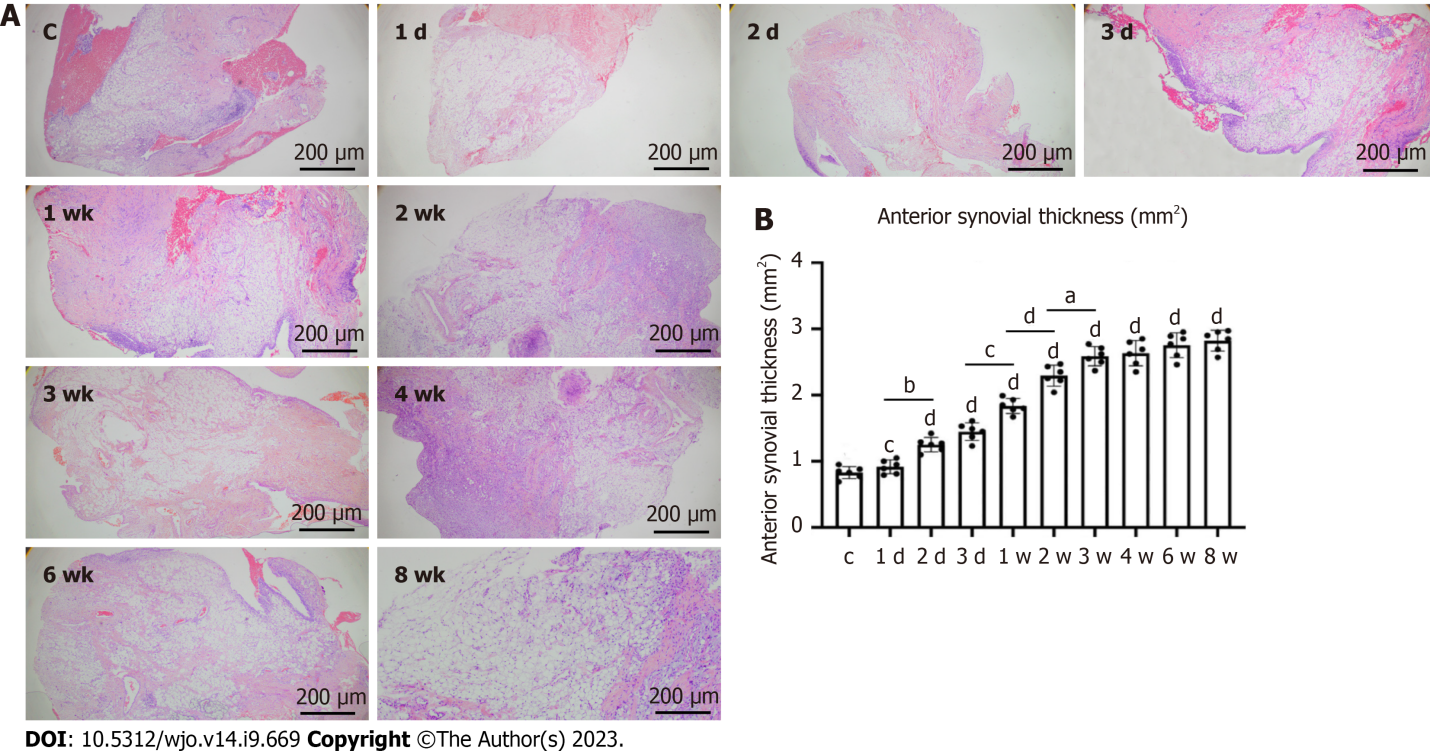 A
C
200 µm
1 d
200 µm
2 d
200 µm
3 d
200 µm
1 wk
200 µm
2 wk
200 µm
3 wk
200 µm
4 wk
200 µm
6 wk
200 µm
8 wk
200 µm
B
Anterior synovial thickness (mm²)
Anterior synovial thickness (mm²)
4
3
2
1
0
c
d
d
d
d
d
d
d
d
b
c
d
a
c 1 d 2 d 3 d 1 w 2 w 3 w 4 w 6 w 8 w
DOI: 10.5312/wjo.v14.i9.669 Copyright ©The Author(s) 2023.